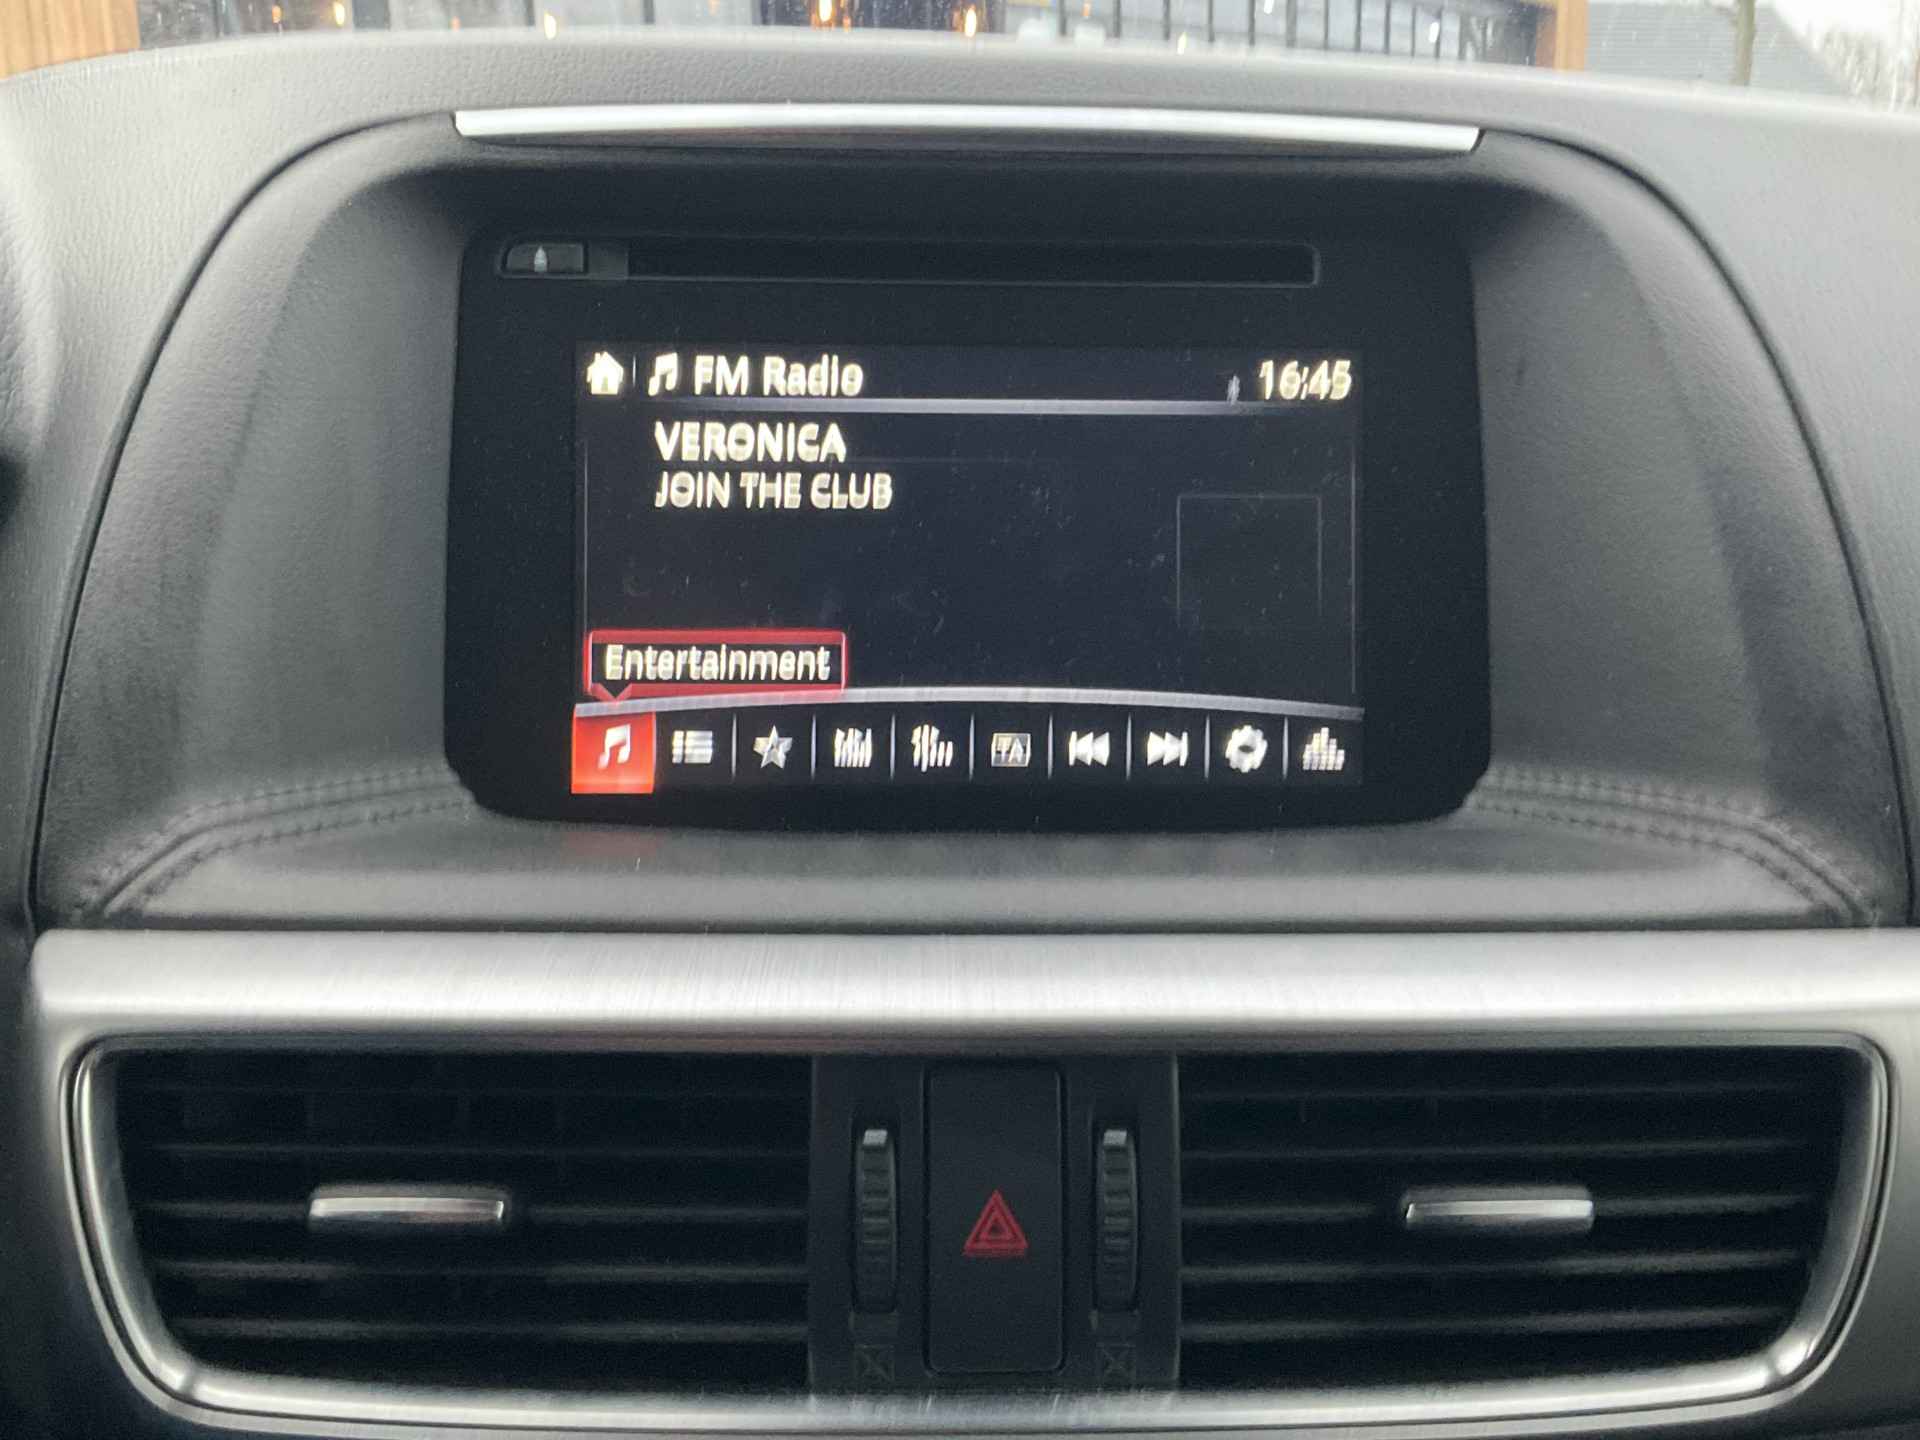 FM Radio 16:45
VERONICA
JOIN THE CLUB
Entertainment
TA